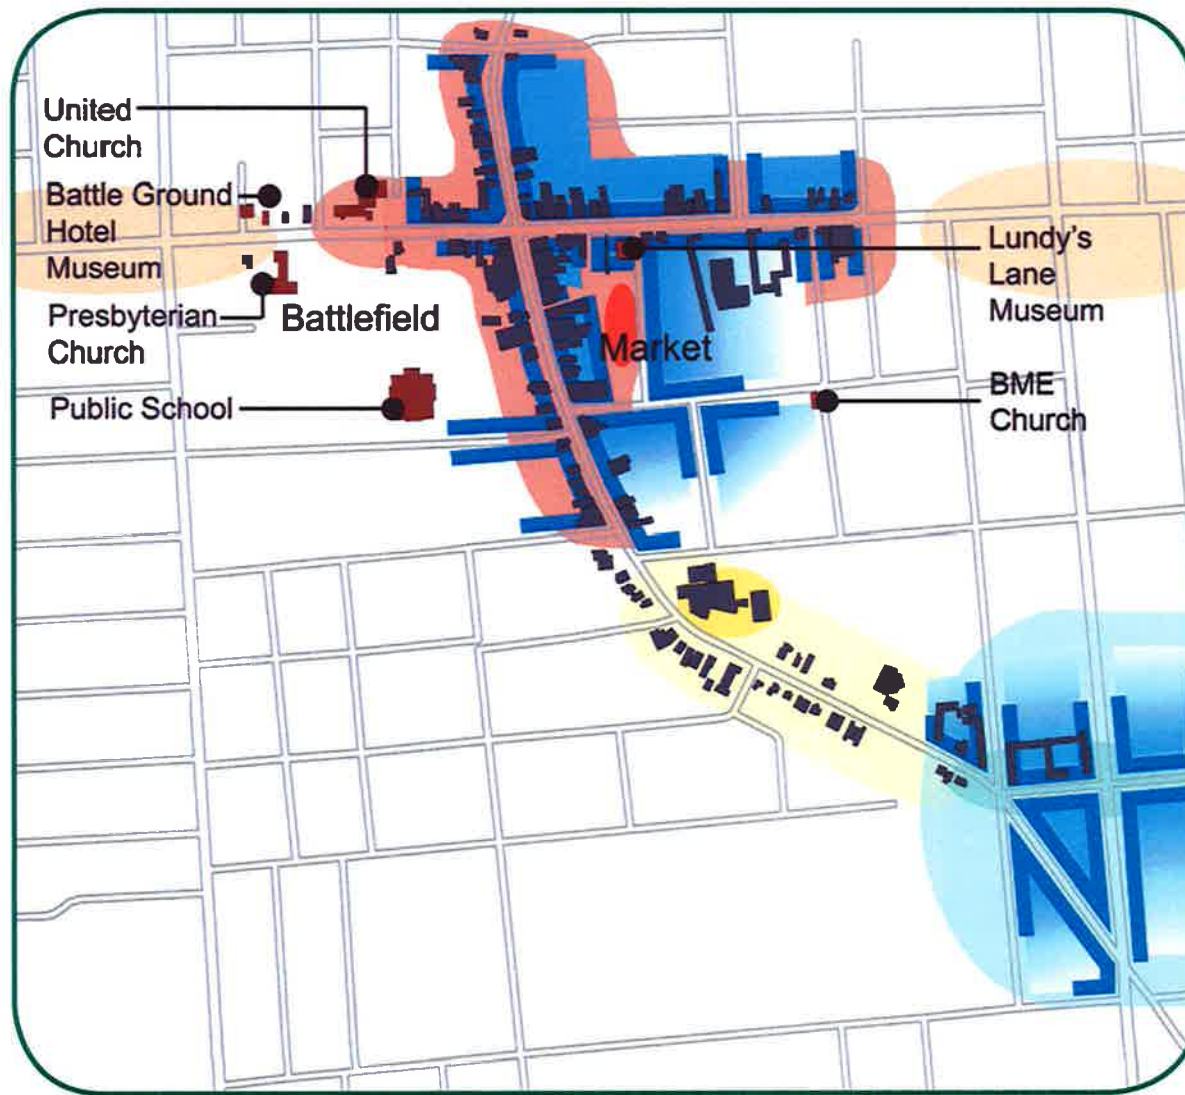 United
Church
Battle Ground
Hotel
Museum
Presbyterian
Church
Battlefield
Public School
Market
Lundy's
Lane
Museum
BME
Church